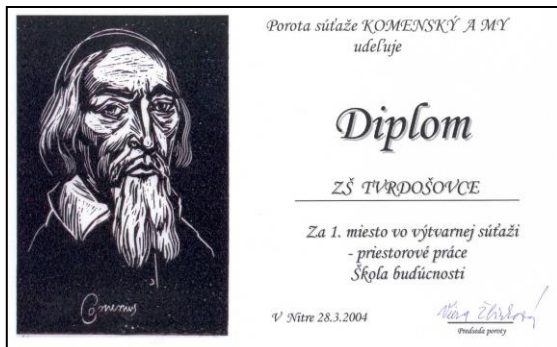 Comenius
Porota súťaže KOMENSKÝ A MY
udeľuje
Diplom
ZŠ TVRDOŠOVCE
Za 1. miesto vo výtvarnej súťaži
- priestorové práce
Škola budúcnosti
V Nitre 28.3.2004
Predseda poroty